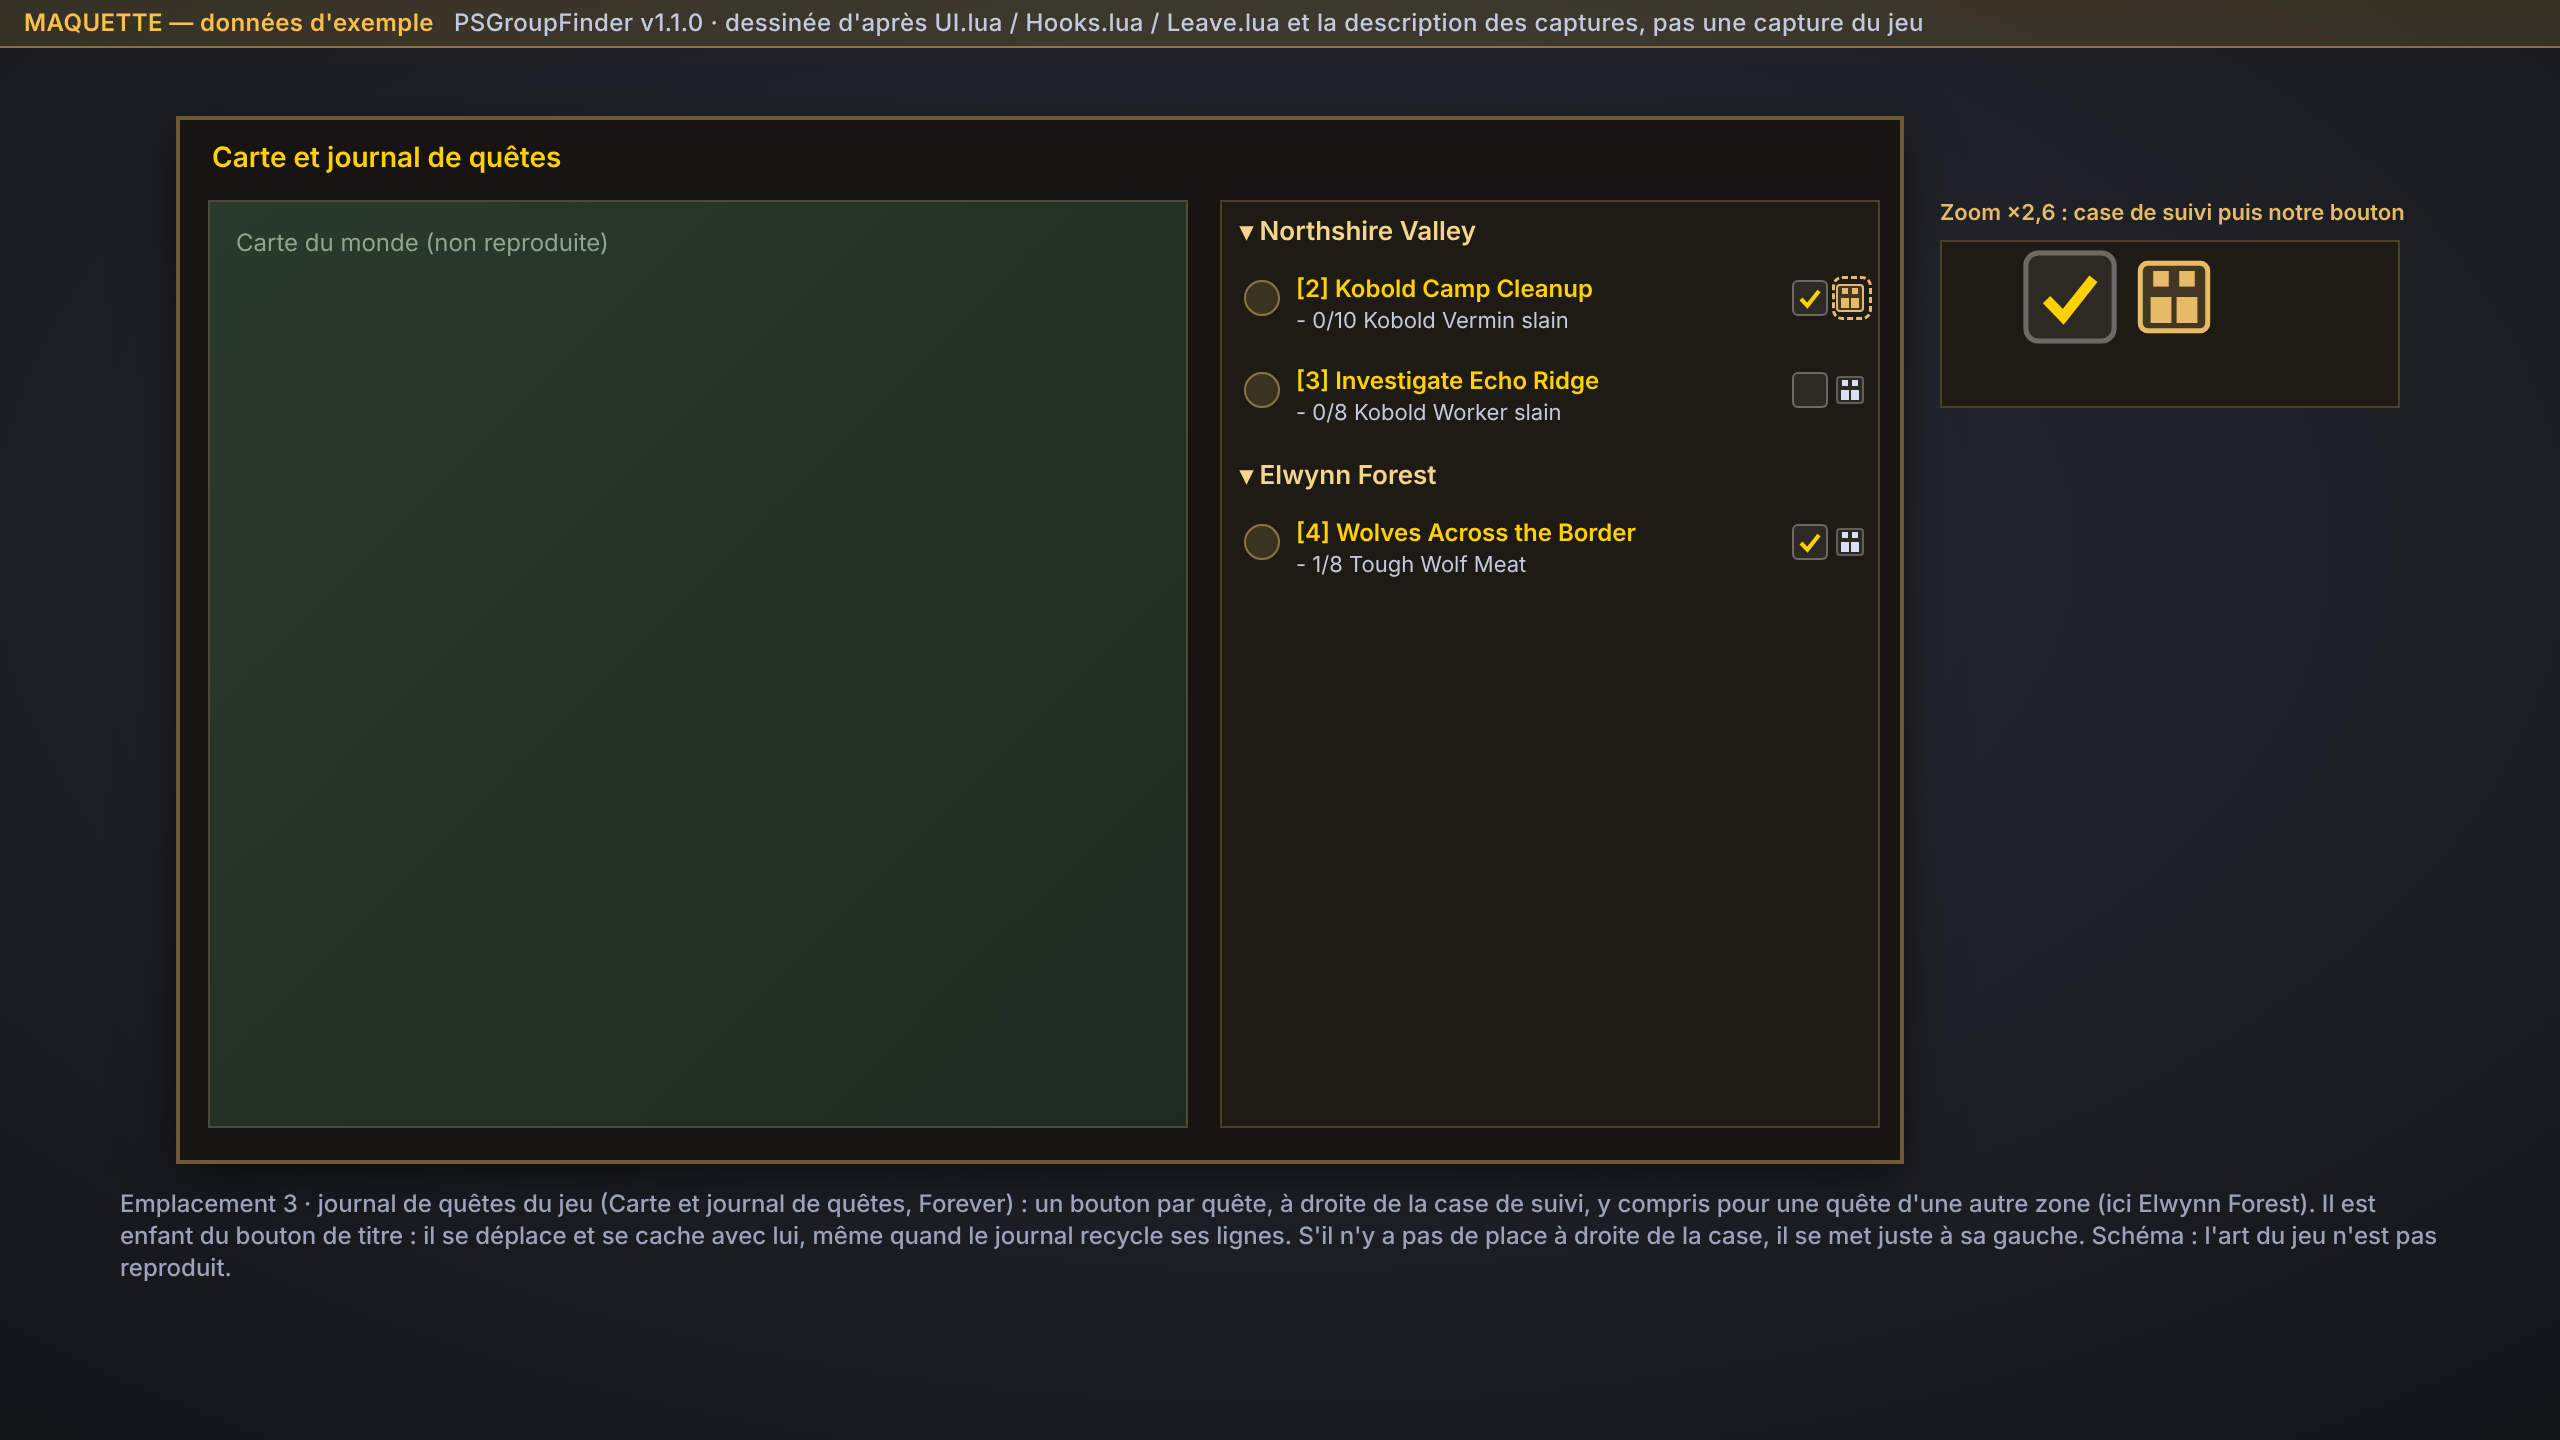 MAQUETTE — données d'exemple PSGroupFinder v1.1.0 · dessinée d'après UI.lua / Hooks.lua / Leave.lua et la description des captures, pas une capture du jeu
Carte et journal de quêtes
Carte du monde (non reproduite)
▾ Northshire Valley
[2] Kobold Camp Cleanup
- 0/10 Kobold Vermin slain
[3] Investigate Echo Ridge
- 0/8 Kobold Worker slain
▾ Elwynn Forest
[4] Wolves Across the Border
- 1/8 Tough Wolf Meat
Zoom ×2,6 : case de suivi puis notre bouton
Emplacement 3 · journal de quêtes du jeu (Carte et journal de quêtes, Forever) : un bouton par quête, à droite de la case de suivi, y compris pour une quête d'une autre zone (ici Elwynn Forest). Il est
enfant du bouton de titre : il se déplace et se cache avec lui, même quand le journal recycle ses lignes. S'il n'y a pas de place à droite de la case, il se met juste à sa gauche. Schéma : l'art du jeu n'est pas
reproduit.